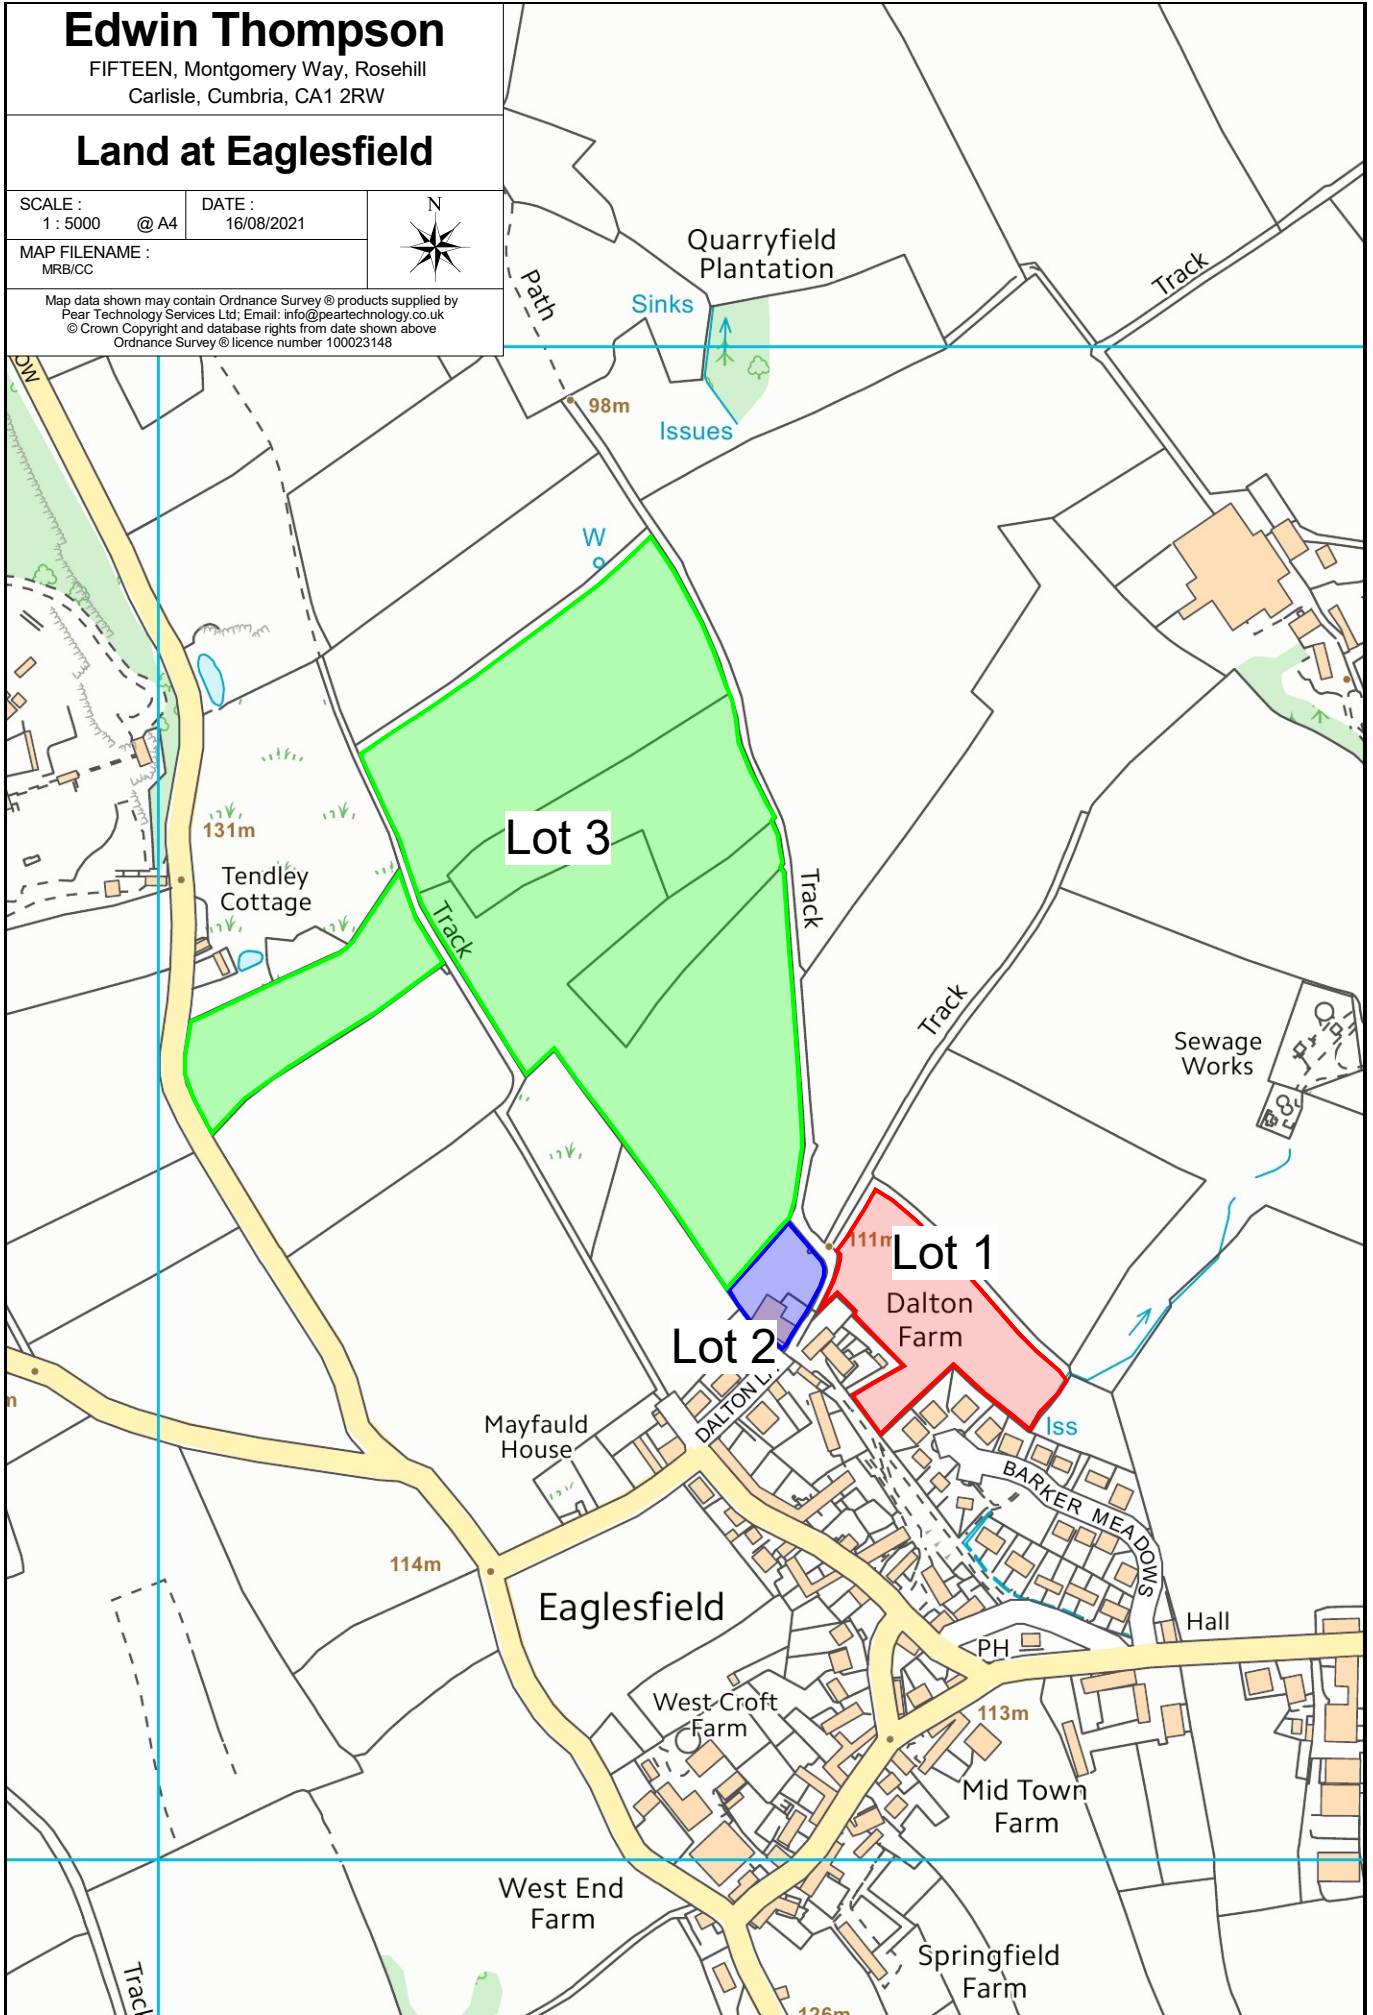 Edwin Thompson
FIFTEEN, Montgomery Way, Rosehill
Carlisle, Cumbria, CA1 2RW
Land at Eaglesfield
SCALE :
1 : 5000 @ A4
DATE :
16/08/2021
N
MAP FILENAME :
MRB/CC
Map data shown may contain Ordnance Survey ® products supplied by
Pear Technology Services Ltd; Email: info@peartechnology.co.uk
© Crown Copyright and database rights from date shown above
Ordnance Survey ® licence number 100023148
Quarryfield
Plantation
Track
Path
Sinks
98m
Issues
W
Lot 3
131m
Tendley
Cottage
Track
Track
Track
Sewage
Works
111m
Lot 1
Dalton
Farm
Lot 2
Mayfauld
House
Iss
BARKER MEADOWS
114m
Eaglesfield
Hall
PH
West Croft
Farm
113m
Mid Town
Farm
West End
Farm
Springfield
Farm
Track
126m